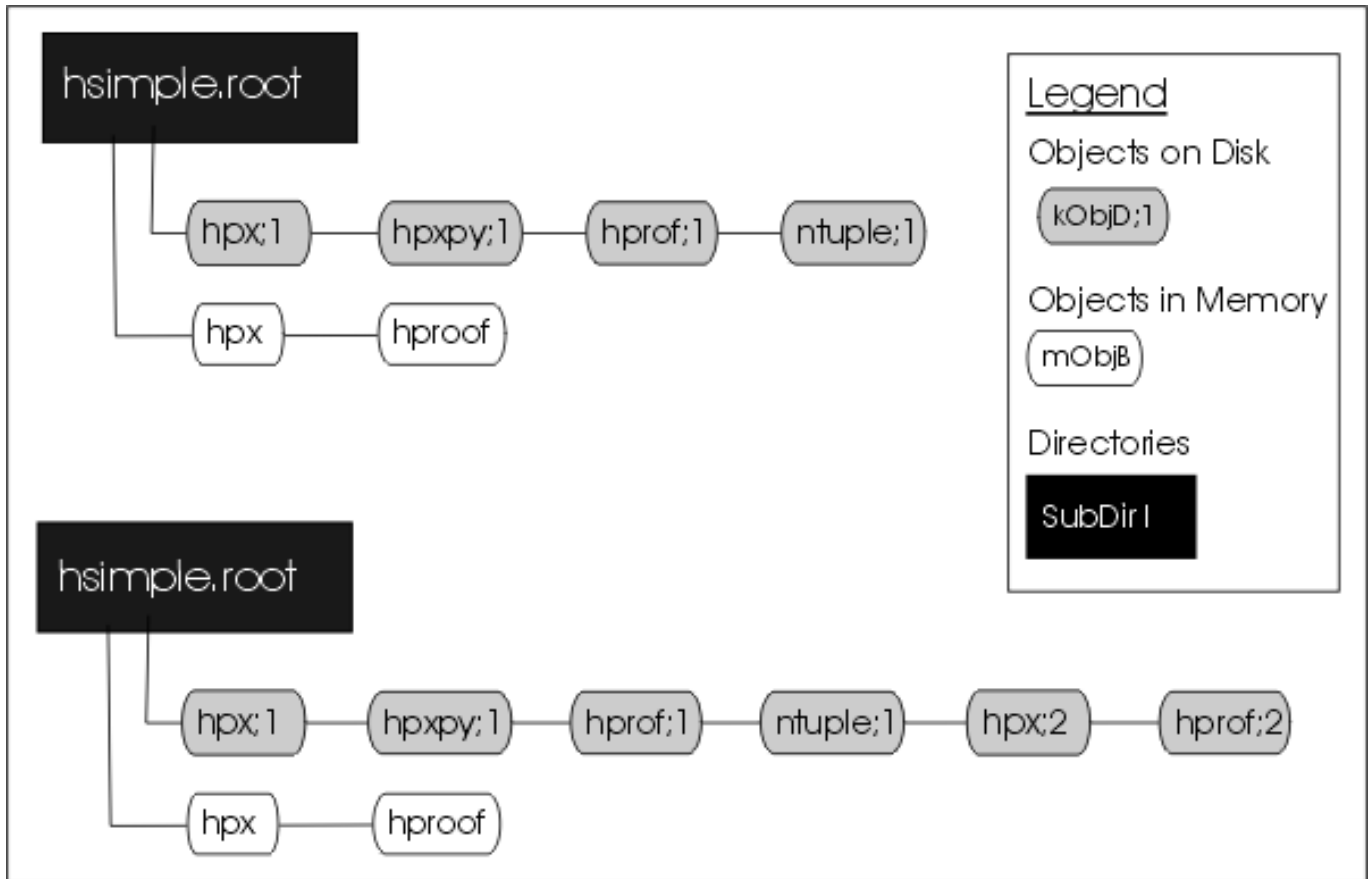 hsimple.root
hpx;1 hpxpy;1 hprof;1 ntuple;1
hpx hproof
hsimple.root
hpx;1 hpxpy;1 hprof;1 ntuple;1 hpx;2 hprof;2
hpx hproof
Legend
Objects on Disk
kObjD;1
Objects in Memory
mObjB
Directories
SubDir1